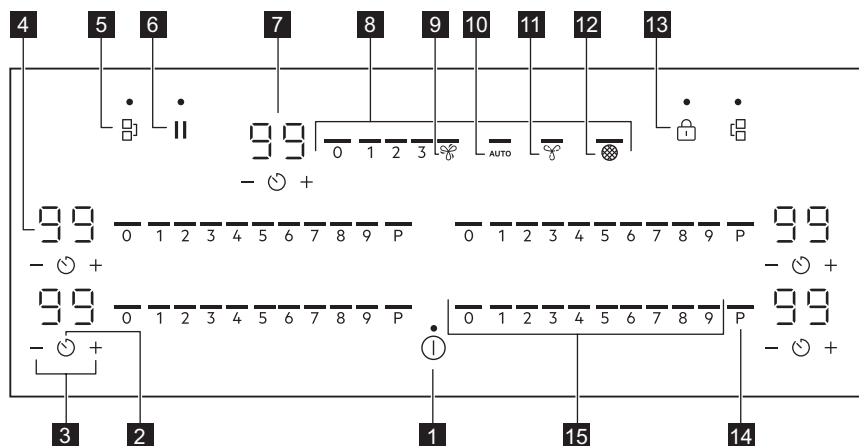 4 5 6 7 8 9 10 11 12 13
99 0 1 2 3 AUTO
− +
99 0 1 2 3 4 5 6 7 8 9 P 0 1 2 3 4 5 6 7 8 9 P 99
− + − +
99 0 1 2 3 4 5 6 7 8 9 P 0 1 2 3 4 5 6 7 8 9 P 99
− + − +
3 2 1 15 14